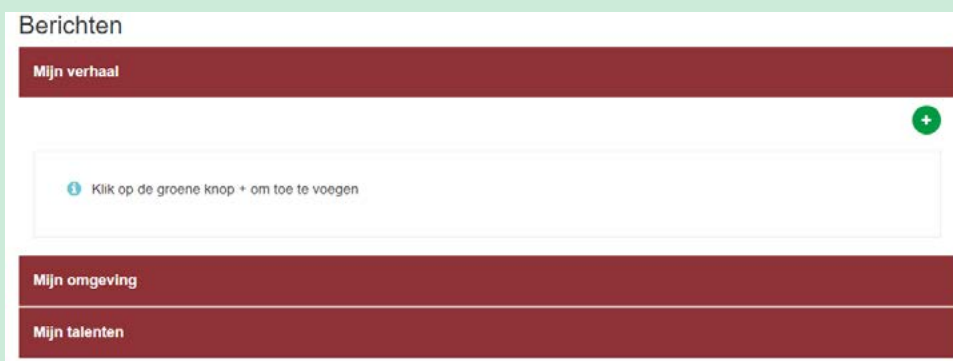 Berichten
Mijn verhaal
+
Klik op de groene knop + om toe te voegen
Mijn omgeving
Mijn talenten